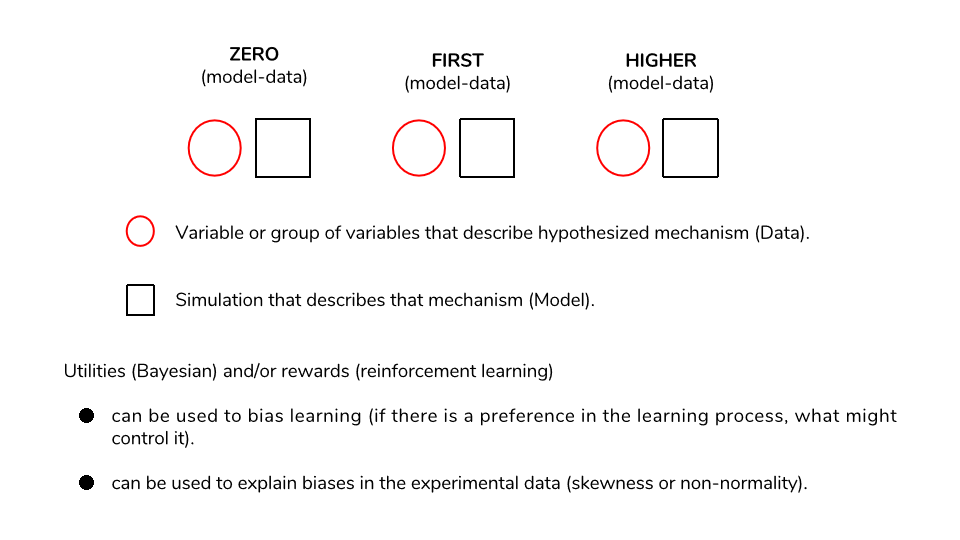 ZERO
(model-data)
FIRST
(model-data)
HIGHER
(model-data)
Variable or group of variables that describe hypothesized mechanism (Data).
Simulation that describes that mechanism (Model).
Utilities (Bayesian) and/or rewards (reinforcement learning)
can be used to bias learning (if there is a preference in the learning process, what might
control it).
can be used to explain biases in the experimental data (skewness or non-normality).